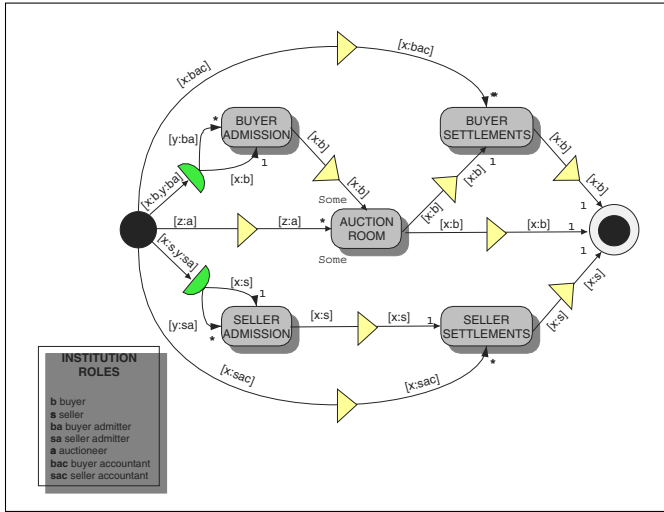 [x:bac]
[x:bac]
*
BUYER
ADMISSION
BUYER
SETTLEMENTS
*
[y:ba]
1
[x:b]
[x:b]
[x:b]
[x:b,y:ba]
[x:b]
1
[x:b]
[x:b]
[x:b]
Some
1
[z:a]
[z:a]
*
AUCTION
ROOM
[x:b]
[x:b]
1
Some
1
[x:s,y:sa]
[x:s]
1
[x:s]
[y:sa]
*
SELLER
ADMISSION
[x:s]
[x:s]
1
SELLER
SETTLEMENTS
[x:s]
*
[x:sac]
[x:sac]
INSTITUTION
ROLES
b buyer
s seller
ba buyer admitter
sa seller admitter
a auctioneer
bac buyer accountant
sac seller accountant